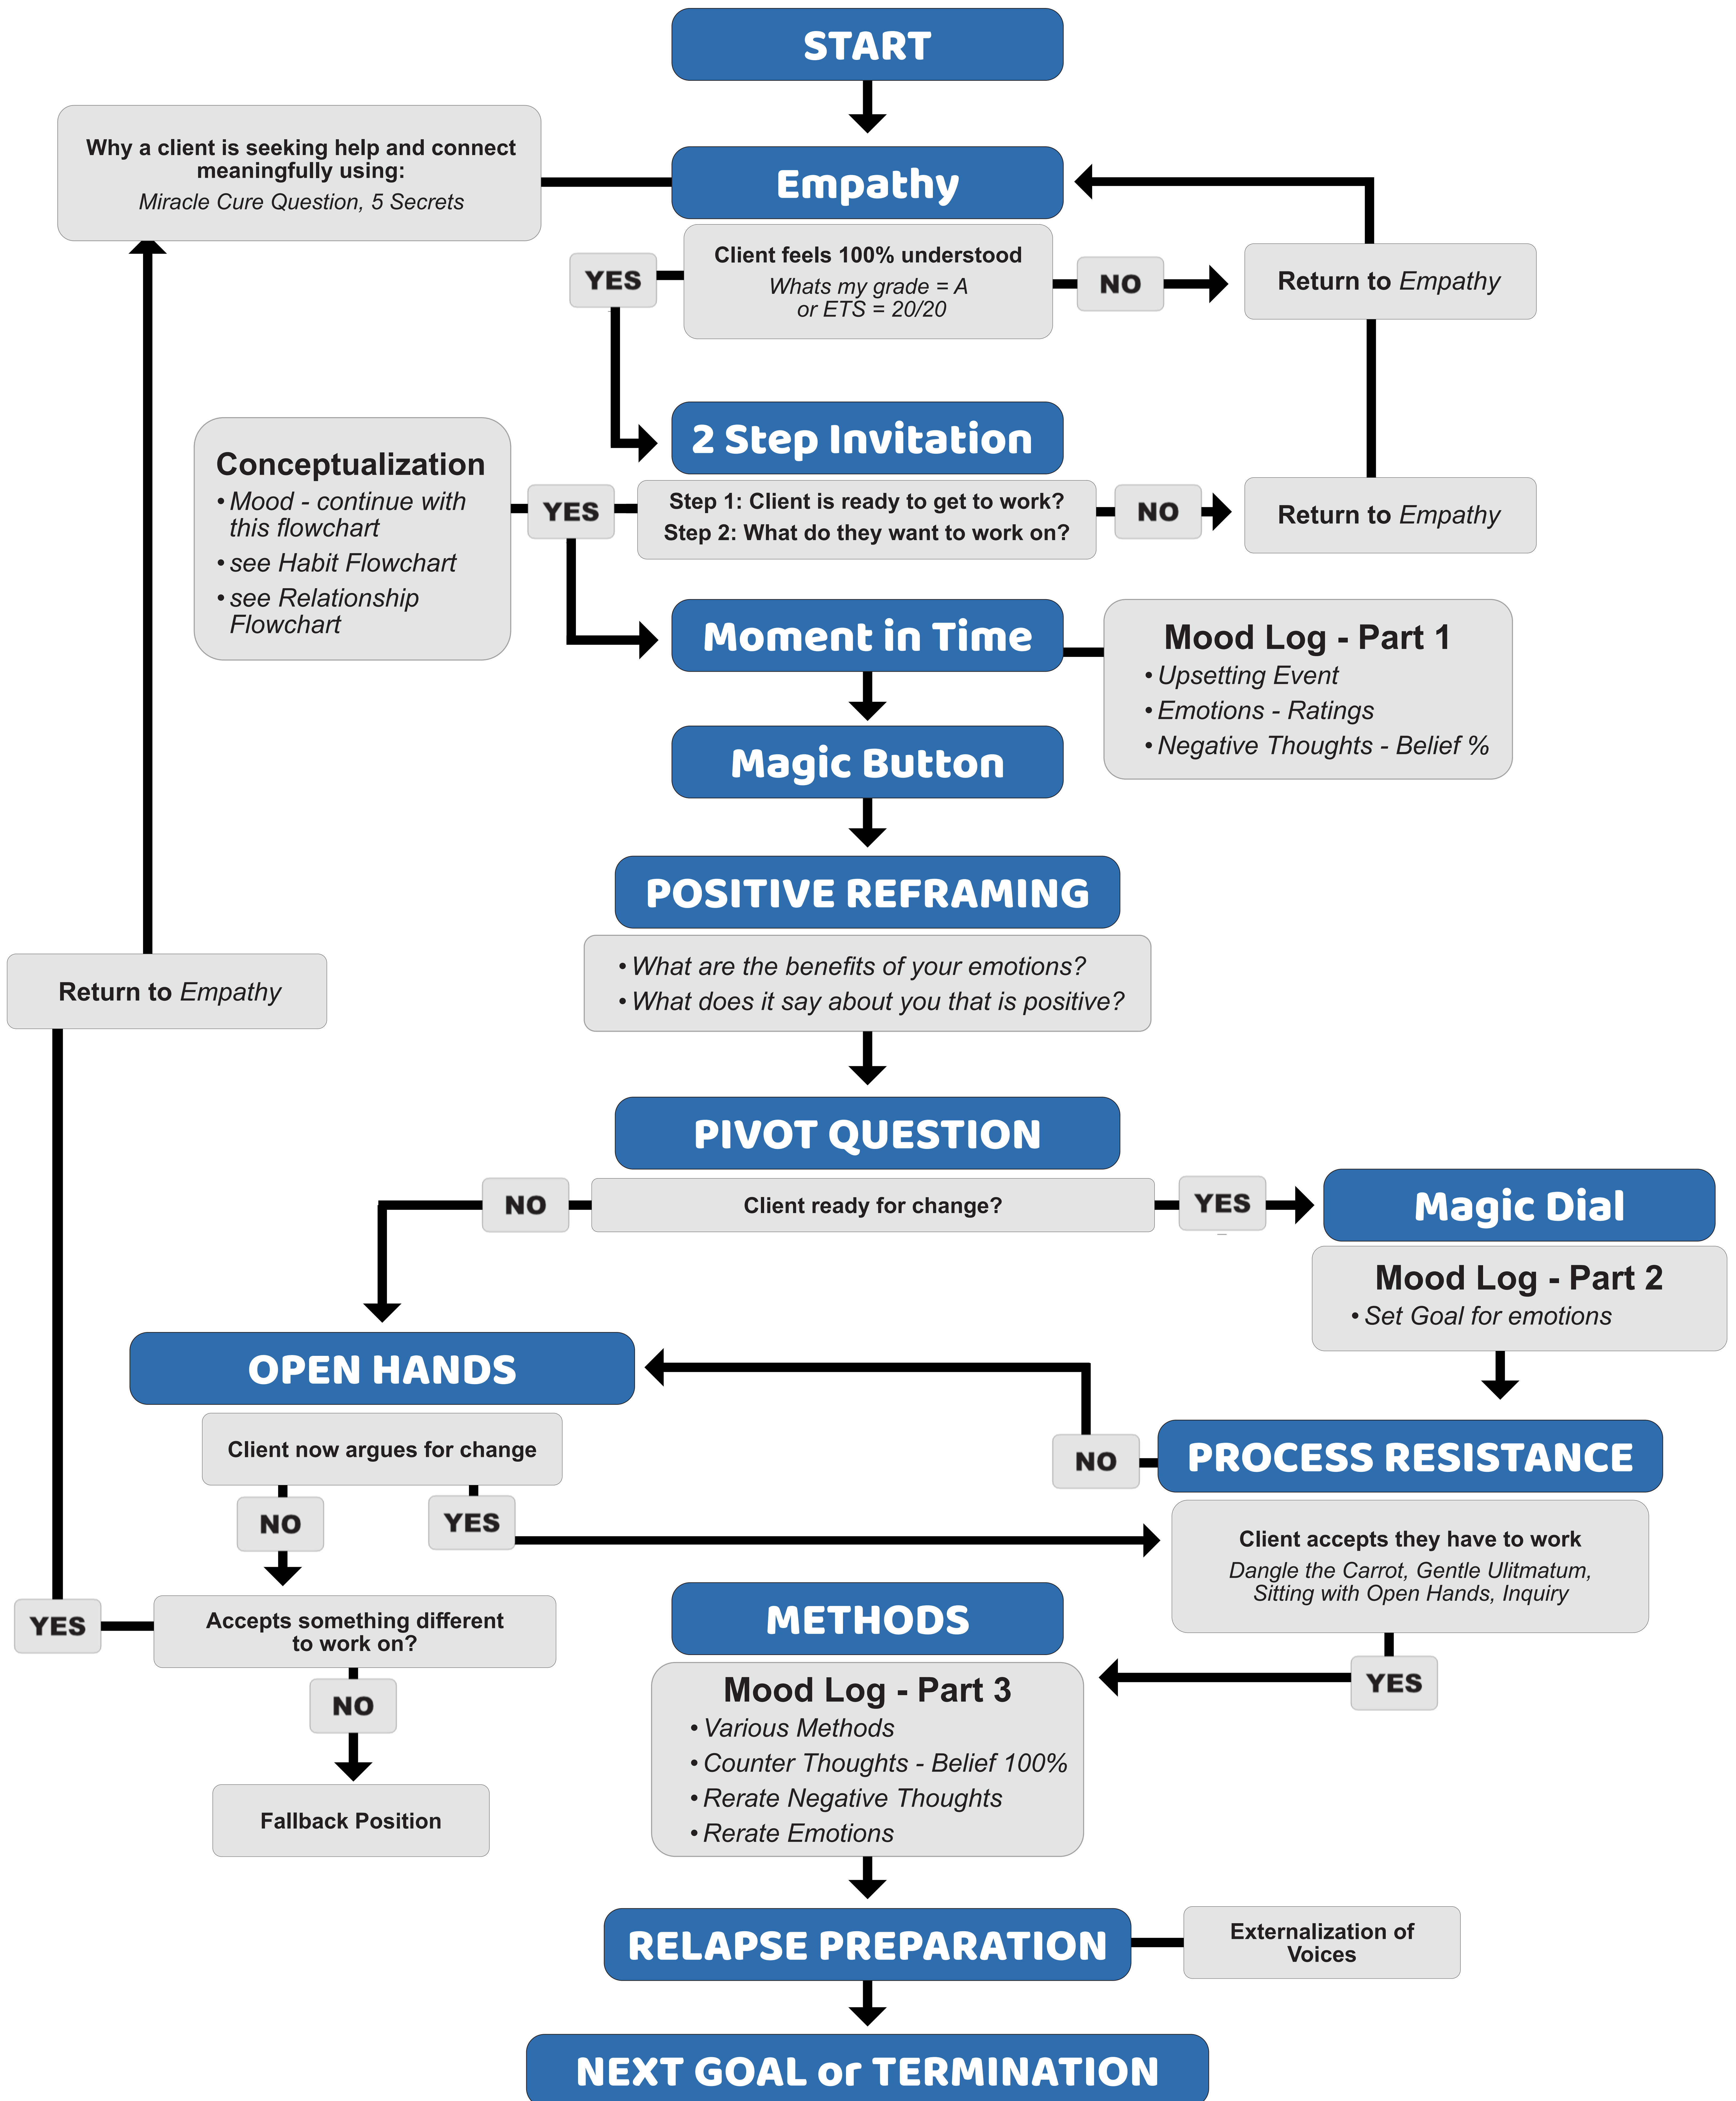 START
Why a client is seeking help and connect
meaningfully using:
Miracle Cure Question, 5 Secrets
Empathy
Client feels 100% understood
Whats my grade = A
or ETS = 20/20
YES
NO
Return to Empathy
2 Step Invitation
Step 1: Client is ready to get to work?
Step 2: What do they want to work on?
YES
NO
Return to Empathy
Conceptualization
• Mood - continue with
this flowchart
• see Habit Flowchart
• see Relationship
Flowchart
Moment in Time
Mood Log - Part 1
• Upsetting Event
• Emotions - Ratings
• Negative Thoughts - Belief %
Magic Button
POSITIVE REFRAMING
• What are the benefits of your emotions?
• What does it say about you that is positive?
Return to Empathy
PIVOT QUESTION
NO
Client ready for change?
YES
Magic Dial
Mood Log - Part 2
• Set Goal for emotions
OPEN HANDS
Client now argues for change
NO
YES
NO
PROCESS RESISTANCE
Client accepts they have to work
Dangle the Carrot, Gentle Ulitmatum,
Sitting with Open Hands, Inquiry
YES
YES
Accepts something different
to work on?
NO
Fallback Position
METHODS
Mood Log - Part 3
• Various Methods
• Counter Thoughts - Belief 100%
• Rerate Negative Thoughts
• Rerate Emotions
RELAPSE PREPARATION
Externalization of
Voices
NEXT GOAL or TERMINATION